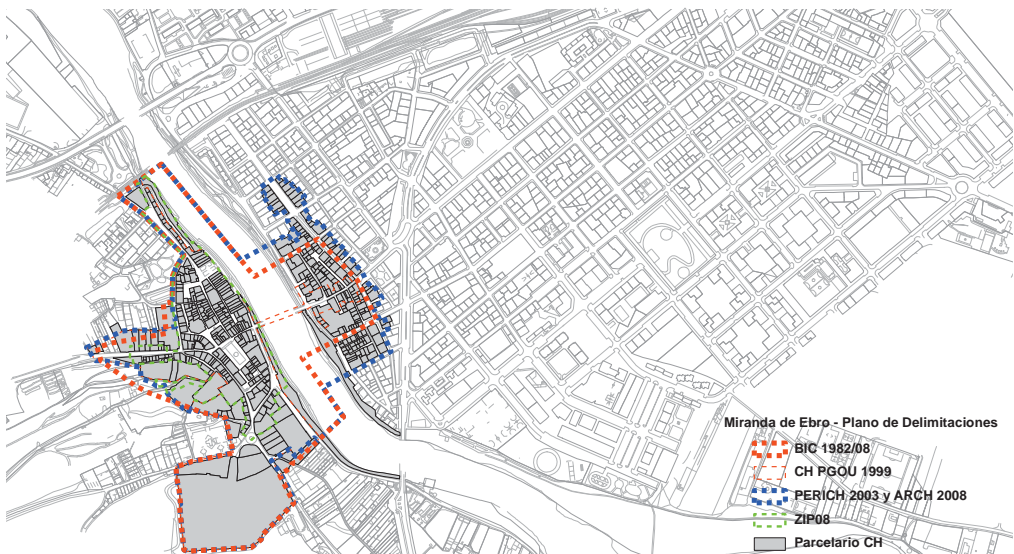 Miranda de Ebro - Plano de Delimitaciones
BIC 1982/08
CH PGOU 1999
PERICH 2003 y ARCH 2008
ZIP08
Parcelario CH